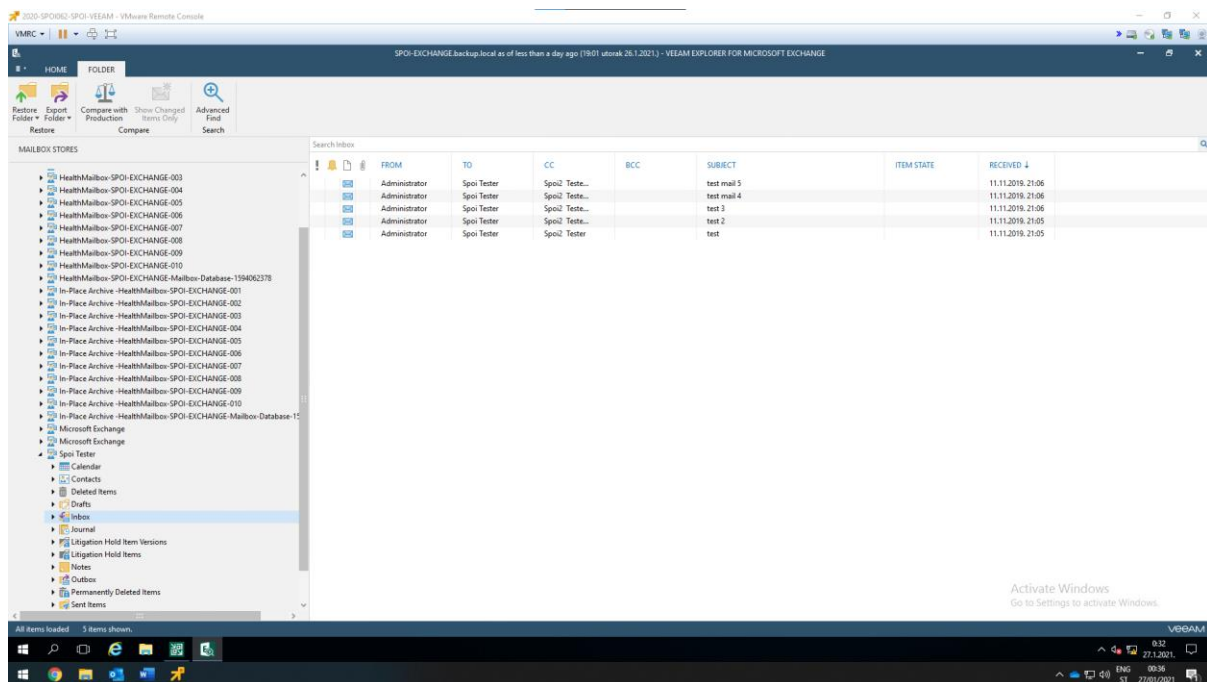 2020-SPOI062-SPOI-VEEAM - VMware Remote Console
VMRC
SPOI-EXCHANGE.backup.local as of less than a day ago (19:01 utorak 26.1.2021.) - VEEAM EXPLORER FOR MICROSOFT EXCHANGE
HOME FOLDER
Restore Folder
Export Folder
Compare with Production
Show Changed Items Only
Advanced Find
Restore Compare Search
MAILBOX STORES
HealthMailbox-SPOI-EXCHANGE-003
HealthMailbox-SPOI-EXCHANGE-004
HealthMailbox-SPOI-EXCHANGE-005
HealthMailbox-SPOI-EXCHANGE-006
HealthMailbox-SPOI-EXCHANGE-007
HealthMailbox-SPOI-EXCHANGE-008
HealthMailbox-SPOI-EXCHANGE-009
HealthMailbox-SPOI-EXCHANGE-010
HealthMailbox-SPOI-EXCHANGE-Mailbox-Database-1594062378
In-Place Archive -HealthMailbox-SPOI-EXCHANGE-001
In-Place Archive -HealthMailbox-SPOI-EXCHANGE-002
In-Place Archive -HealthMailbox-SPOI-EXCHANGE-003
In-Place Archive -HealthMailbox-SPOI-EXCHANGE-004
In-Place Archive -HealthMailbox-SPOI-EXCHANGE-005
In-Place Archive -HealthMailbox-SPOI-EXCHANGE-006
In-Place Archive -HealthMailbox-SPOI-EXCHANGE-007
In-Place Archive -HealthMailbox-SPOI-EXCHANGE-008
In-Place Archive -HealthMailbox-SPOI-EXCHANGE-009
In-Place Archive -HealthMailbox-SPOI-EXCHANGE-010
In-Place Archive -HealthMailbox-SPOI-EXCHANGE-Mailbox-Database-15
Microsoft Exchange
Microsoft Exchange
Spoi Tester
Calendar
Contacts
Deleted Items
Drafts
Inbox
Journal
Litigation Hold Item Versions
Litigation Hold Items
Notes
Outbox
Permanently Deleted Items
Sent Items
Search Inbox
FROM TO CC BCC SUBJECT ITEM STATE RECEIVED
Administrator Spoi Tester Spoi2 Teste... test mail 5 11.11.2019. 21:06
Administrator Spoi Tester Spoi2 Teste... test mail 4 11.11.2019. 21:06
Administrator Spoi Tester Spoi2 Teste... test 3 11.11.2019. 21:06
Administrator Spoi Tester Spoi2 Teste... test 2 11.11.2019. 21:05
Administrator Spoi Tester Spoi2 Tester test 11.11.2019. 21:05
Activate Windows
Go to Settings to activate Windows.
All items loaded 5 items shown. VEEAM
0:32
27.1.2021.
ENG 00:36
ST 27/01/2021